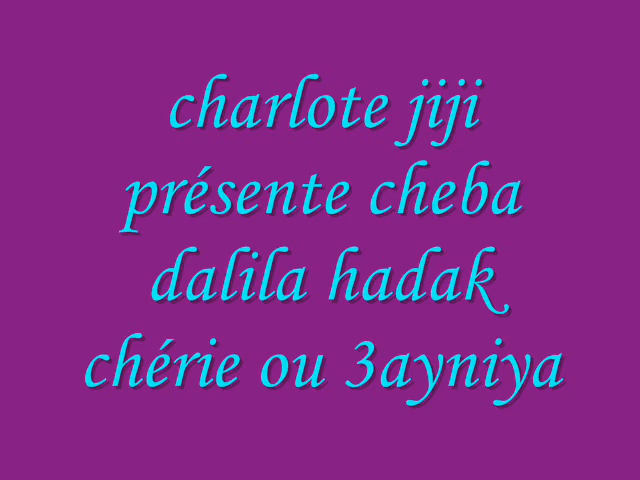 charlote jiji
présente cheba
dalila hadak
chérie ou 3ayniya